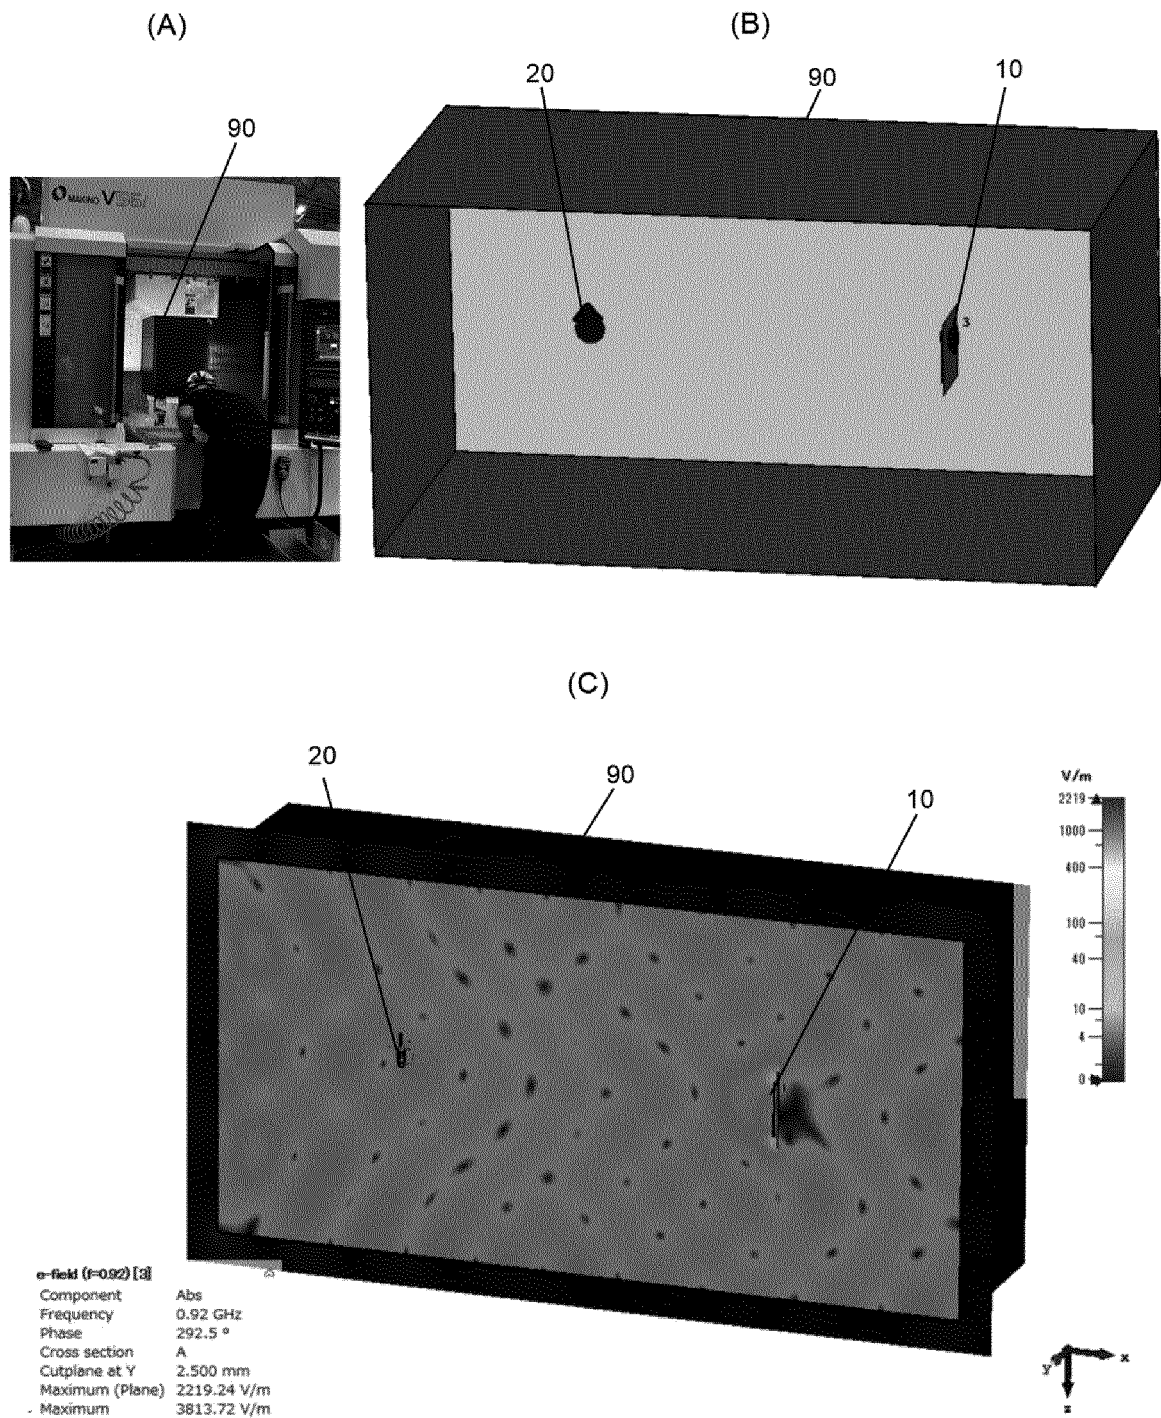 (A)
(B)
90
20
90
10
MAKINO V56i
3
(C)
20
90
10
V/m
2219
1000
400
100
40
10
4
0
e-field (f=0.92) [3]
Component Abs
Frequency 0.92 GHz
Phase 292.5 °
Cross section A
Cutplane at Y 2.500 mm
Maximum (Plane) 2219.24 V/m
Maximum 3813.72 V/m
y
x
z